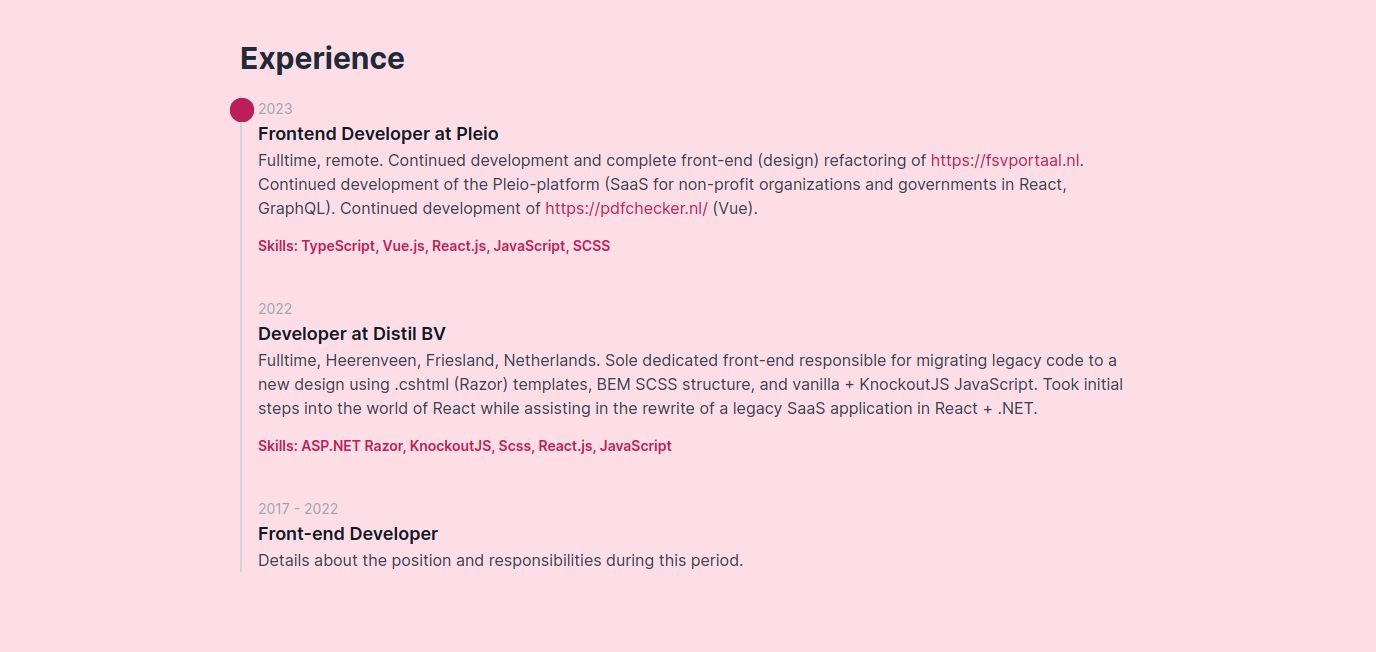 Experience
2023
Frontend Developer at Pleio
Fulltime, remote. Continued development and complete front-end (design) refactoring of https://fsvportaal.nl.
Continued development of the Pleio-platform (SaaS for non-profit organizations and governments in React,
GraphQL). Continued development of https://pdfchecker.nl/ (Vue).
Skills: TypeScript, Vue.js, React.js, JavaScript, SCSS
2022
Developer at Distil BV
Fulltime, Heerenveen, Friesland, Netherlands. Sole dedicated front-end responsible for migrating legacy code to a
new design using .cshtml (Razor) templates, BEM SCSS structure, and vanilla + KnockoutJS JavaScript. Took initial
steps into the world of React while assisting in the rewrite of a legacy SaaS application in React + .NET.
Skills: ASP.NET Razor, KnockoutJS, Scss, React.js, JavaScript
2017 - 2022
Front-end Developer
Details about the position and responsibilities during this period.